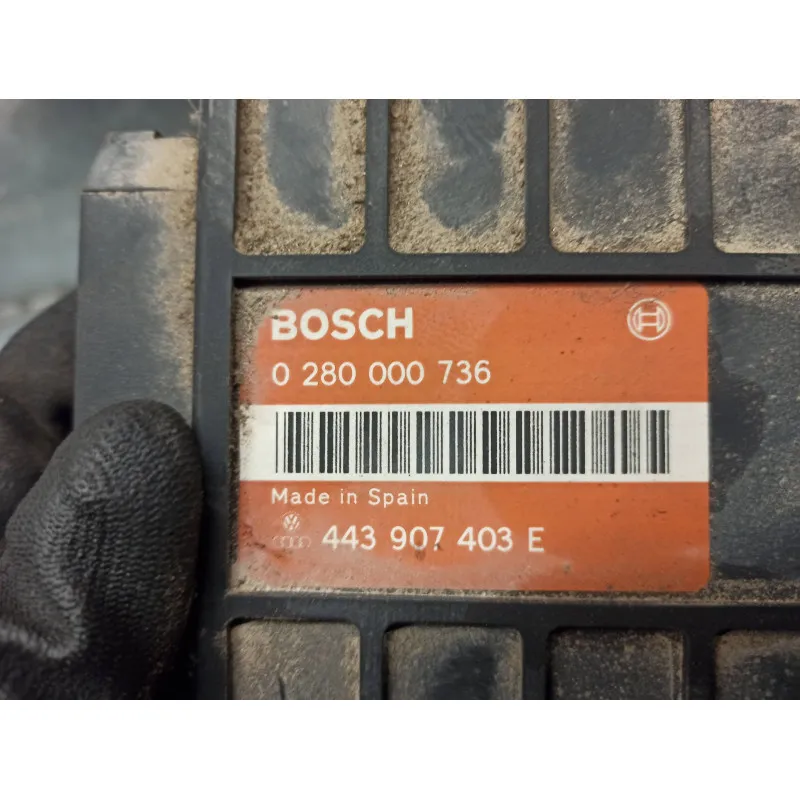 BOSCH
0 280 000 736
Made in Spain
443 907 403 E